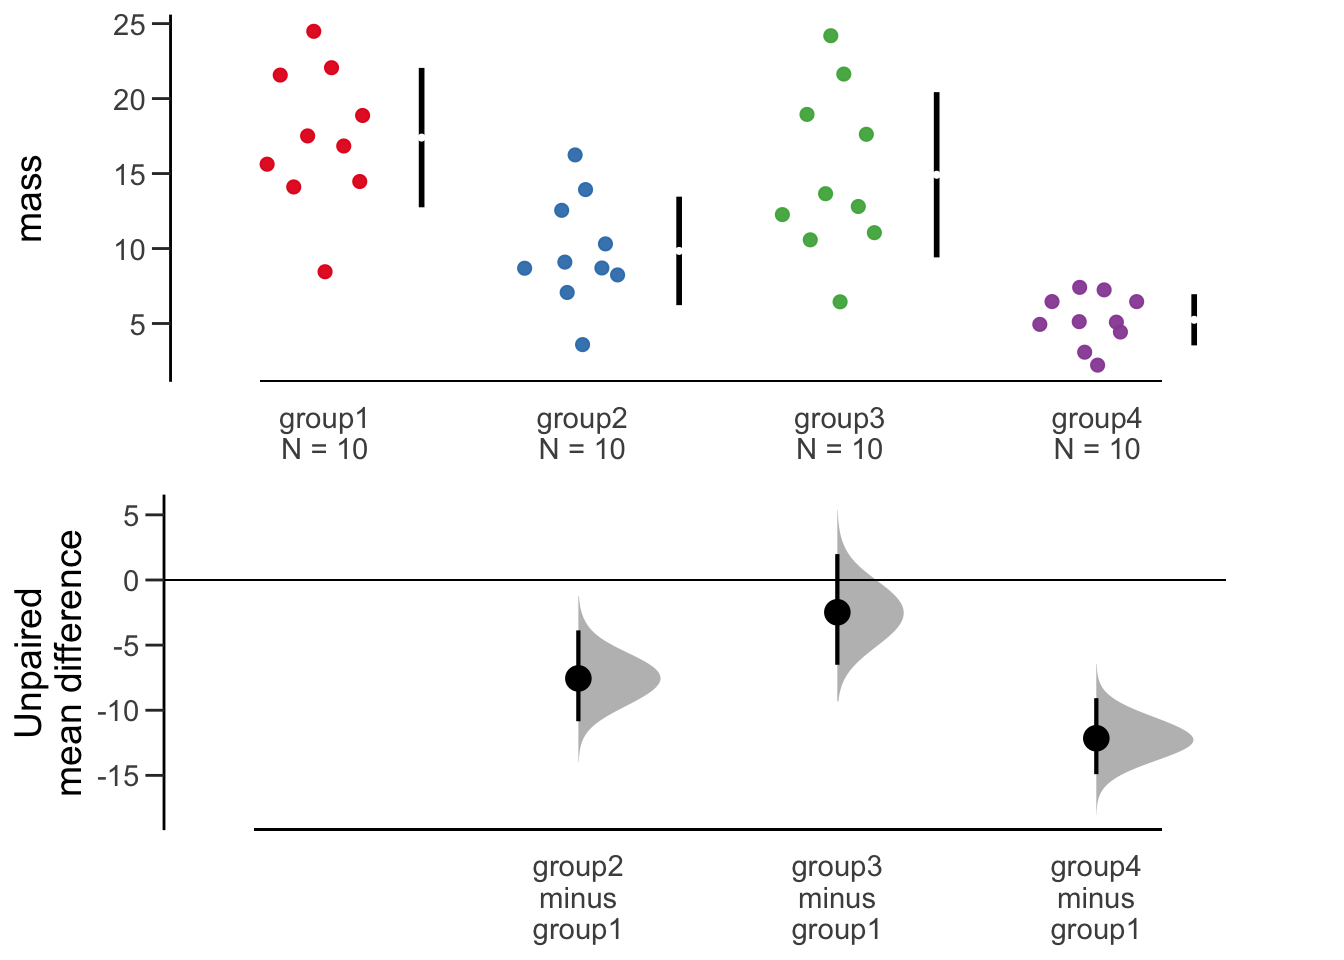 25
20
15
10
5
mass
group1
N = 10
group2
N = 10
group3
N = 10
group4
N = 10
5
0
-5
-10
-15
Unpaired
mean difference
group2
minus
group1
group3
minus
group1
group4
minus
group1